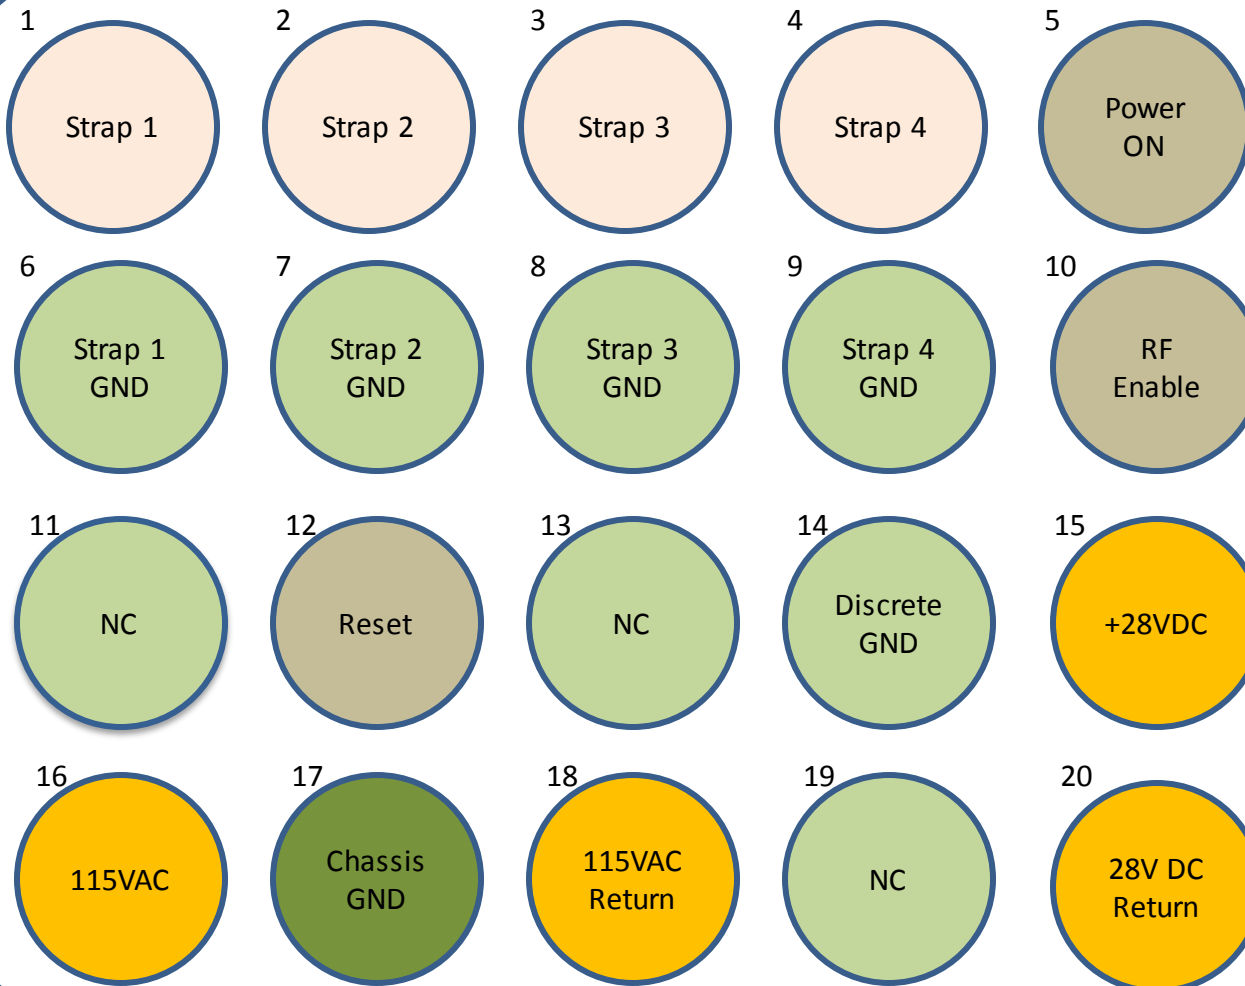 1
2
3
4
5
Strap 1
Strap 2
Strap 3
Strap 4
Power
ON
6
7
8
9
10
Strap 1
GND
Strap 2
GND
Strap 3
GND
Strap 4
GND
RF
Enable
11
12
13
14
15
NC
Reset
NC
Discrete
GND
+28VDC
16
17
18
19
20
115VAC
Chassis
GND
115VAC
Return
NC
28V DC
Return